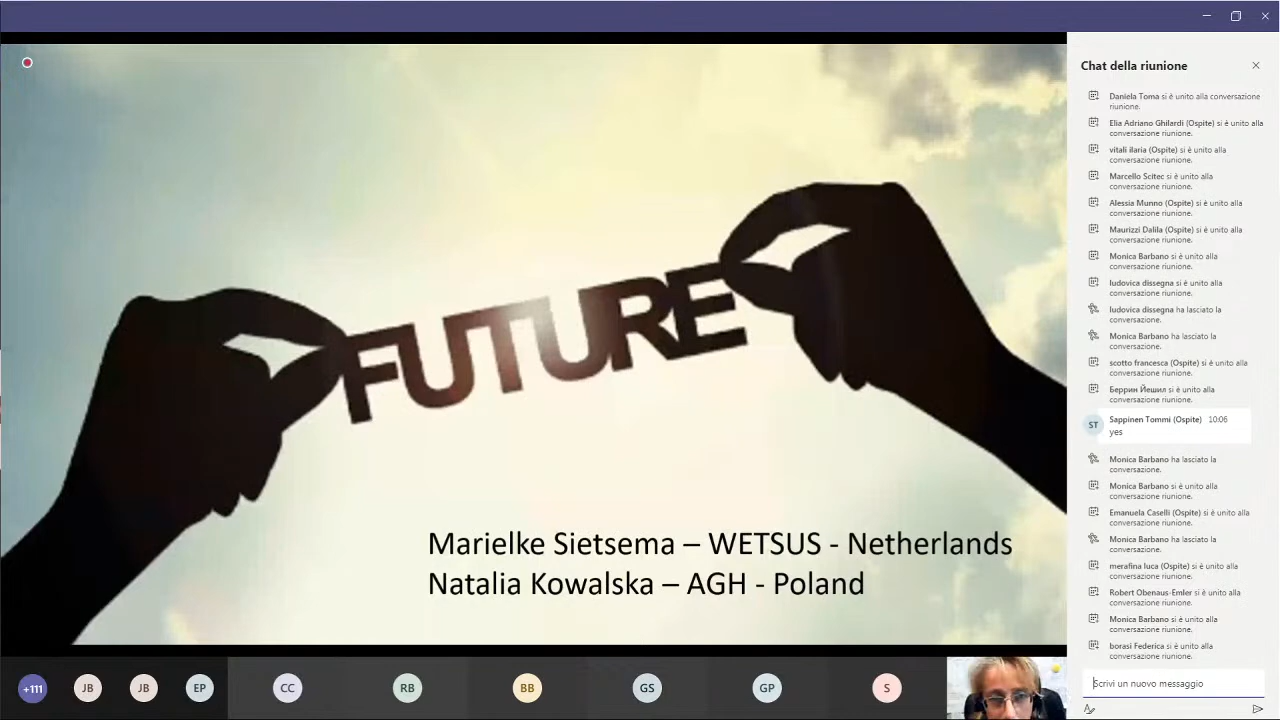 FUTURE
Marielke Sietsema – WETSUS - Netherlands
Natalia Kowalska – AGH - Poland
+111
JB
JB
EP
CC
RB
BB
GS
GP
S
Chat della riunione
Daniela Toma si è unito alla conversazione
riunione.
Elia Adriano Ghilardi (Ospite) si è unito alla
conversazione riunione.
vitali ilaria (Ospite) si è unito alla
conversazione riunione.
Marcello Scitec si è unito alla
conversazione riunione.
Alessia Munno (Ospite) si è unito alla
conversazione riunione.
Maurizzi Dalila (Ospite) si è unito alla
conversazione riunione.
Monica Barbano si è unito alla
conversazione riunione.
ludovica dissegna si è unito alla
conversazione riunione.
ludovica dissegna ha lasciato la
conversazione.
Monica Barbano ha lasciato la
conversazione.
scotto francesca (Ospite) si è unito alla
conversazione riunione.
Беррин Йешил si è unito alla
conversazione riunione.
ST
Sappinen Tommi (Ospite) 10:06
yes
Monica Barbano ha lasciato la
conversazione.
Monica Barbano si è unito alla
conversazione riunione.
Emanuela Caselli (Ospite) si è unito alla
conversazione riunione.
Monica Barbano ha lasciato la
conversazione.
merafina luca (Ospite) si è unito alla
conversazione riunione.
Robert Obenaus-Emler si è unito alla
conversazione riunione.
Monica Barbano si è unito alla
conversazione riunione.
borasi Federica si è unito alla
conversazione riunione.
Scrivi un nuovo messaggio